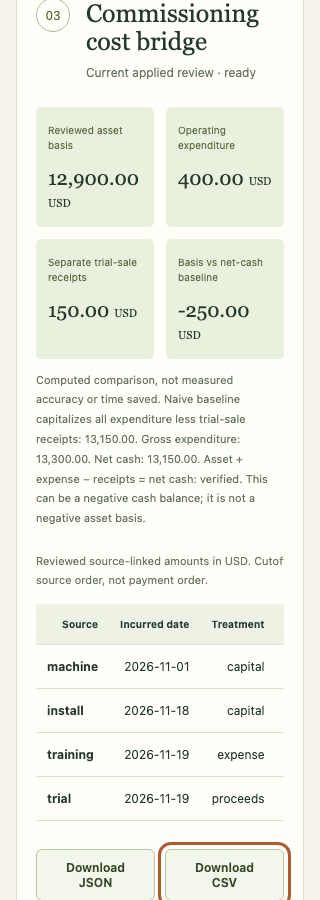 03
Commissioning
cost bridge
Current applied review · ready
Reviewed asset
basis
12,900.00
USD
Operating
expenditure
400.00 USD
Separate trial-sale
receipts
150.00 USD
Basis vs net-cash
baseline
-250.00
USD
Computed comparison, not measured
accuracy or time saved. Naive baseline
capitalizes all expenditure less trial-sale
receipts: 13,150.00. Gross expenditure:
13,300.00. Net cash: 13,150.00. Asset +
expense − receipts = net cash: verified. This
can be a negative cash balance; it is not a
negative asset basis.
Reviewed source-linked amounts in USD. Cutof
source order, not payment order.
Source Incurred date Treatment
machine 2026-11-01 capital
install 2026-11-18 capital
training 2026-11-19 expense
trial 2026-11-19 proceeds
Download
JSON
Download
CSV